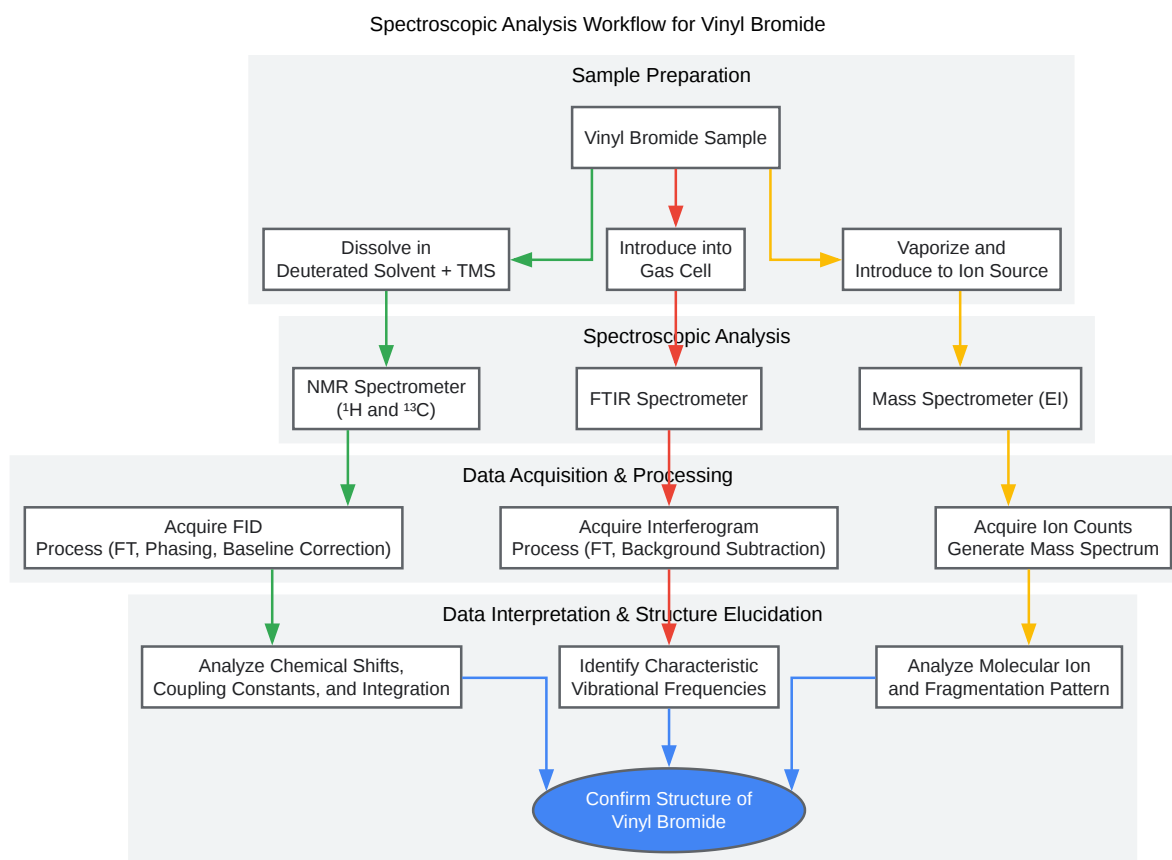 Spectroscopic Analysis Workflow for Vinyl Bromide
Sample Preparation
Vinyl Bromide Sample
Dissolve in
Deuterated Solvent + TMS
Introduce into
Gas Cell
Vaporize and
Introduce to Ion Source
Spectroscopic Analysis
NMR Spectrometer
(¹H and ¹³C)
FTIR Spectrometer
Mass Spectrometer (EI)
Data Acquisition & Processing
Acquire FID
Process (FT, Phasing, Baseline Correction)
Acquire Interferogram
Process (FT, Background Subtraction)
Acquire Ion Counts
Generate Mass Spectrum
Data Interpretation & Structure Elucidation
Analyze Chemical Shifts,
Coupling Constants, and Integration
Identify Characteristic
Vibrational Frequencies
Analyze Molecular Ion
and Fragmentation Pattern
Confirm Structure of
Vinyl Bromide